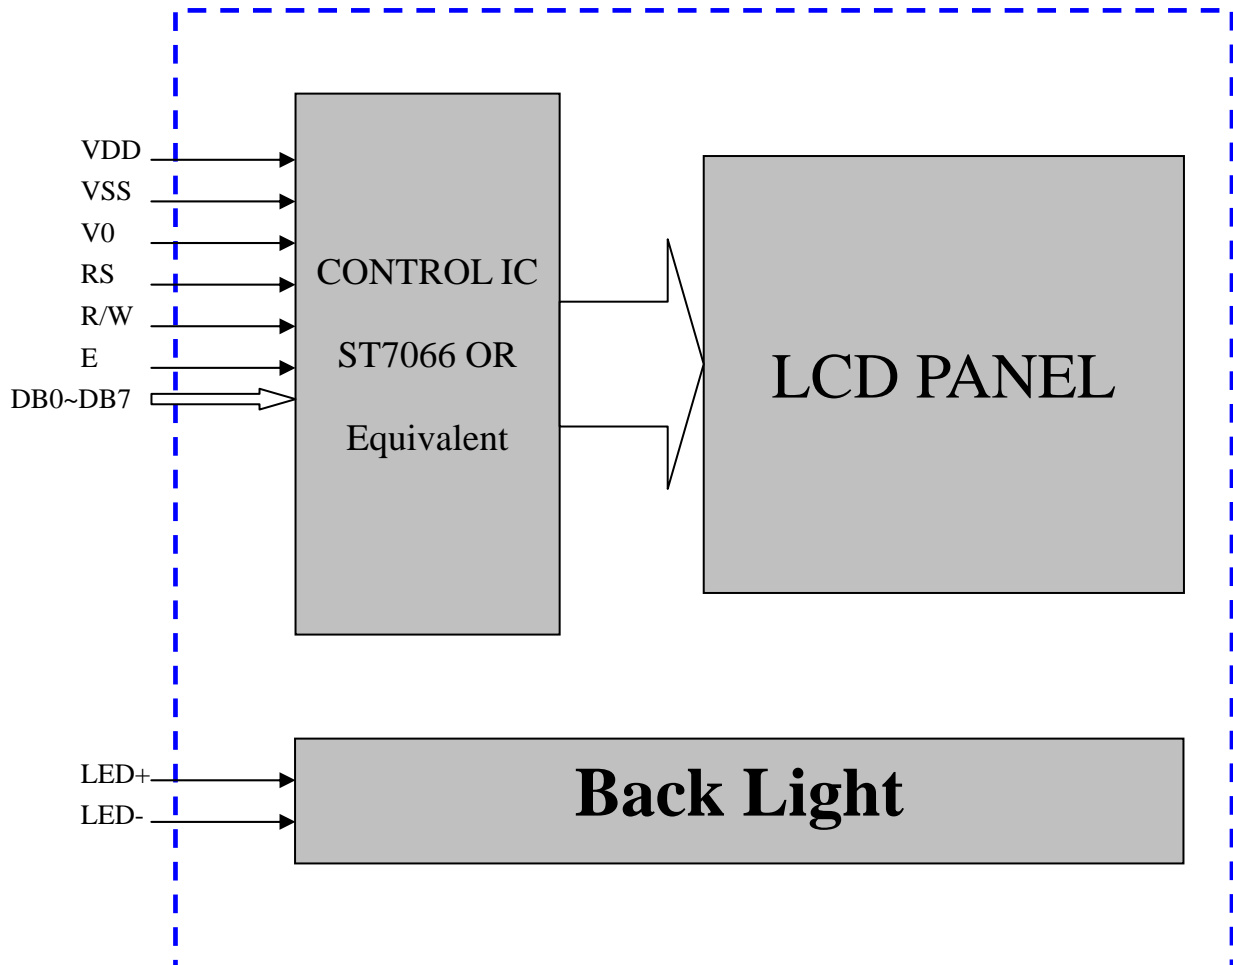 VDD
VSS
V0
RS
R/W
E
DB0~DB7
CONTROL IC
ST7066 OR
Equivalent
LCD PANEL
LED+
LED-
Back Light